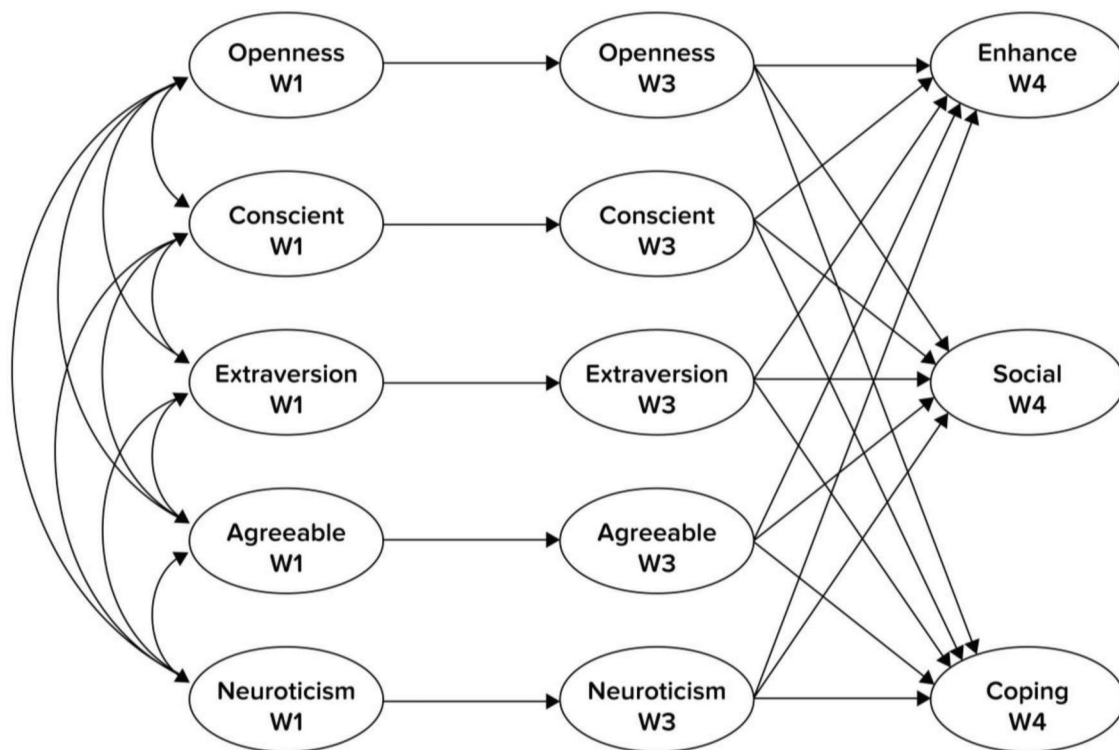 Openness
W1
Openness
W3
Enhance
W4
Conscient
W1
Conscient
W3
Extraversion
W1
Extraversion
W3
Social
W4
Agreeable
W1
Agreeable
W3
Neuroticism
W1
Neuroticism
W3
Coping
W4